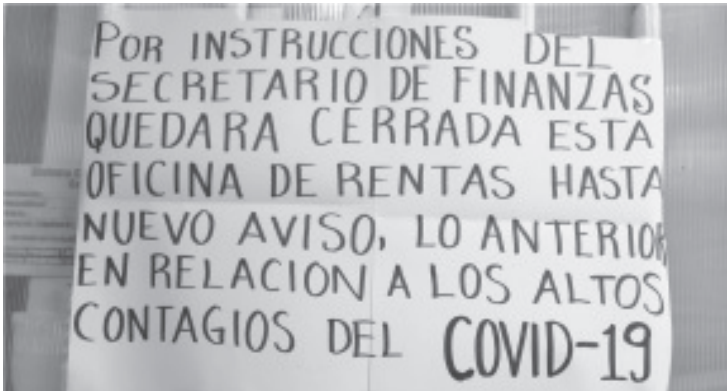 POR INSTRUCCIONES DEL
SECRETARIO DE FINANZAS
QUEDARA CERRADA ESTA
OFICINA DE RENTAS HASTA
NUEVO AVISO, LO ANTERIOR
EN RELACION A LOS ALTOS
CONTAGIOS DEL COVID-19